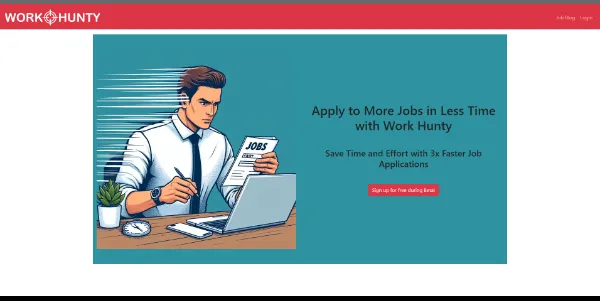 WORK HUNTY
Job Blog Login
Apply to More Jobs in Less Time
with Work Hunty
JOBS
Save Time and Effort with 3x Faster Job
Applications
Sign up for Free during Beta!